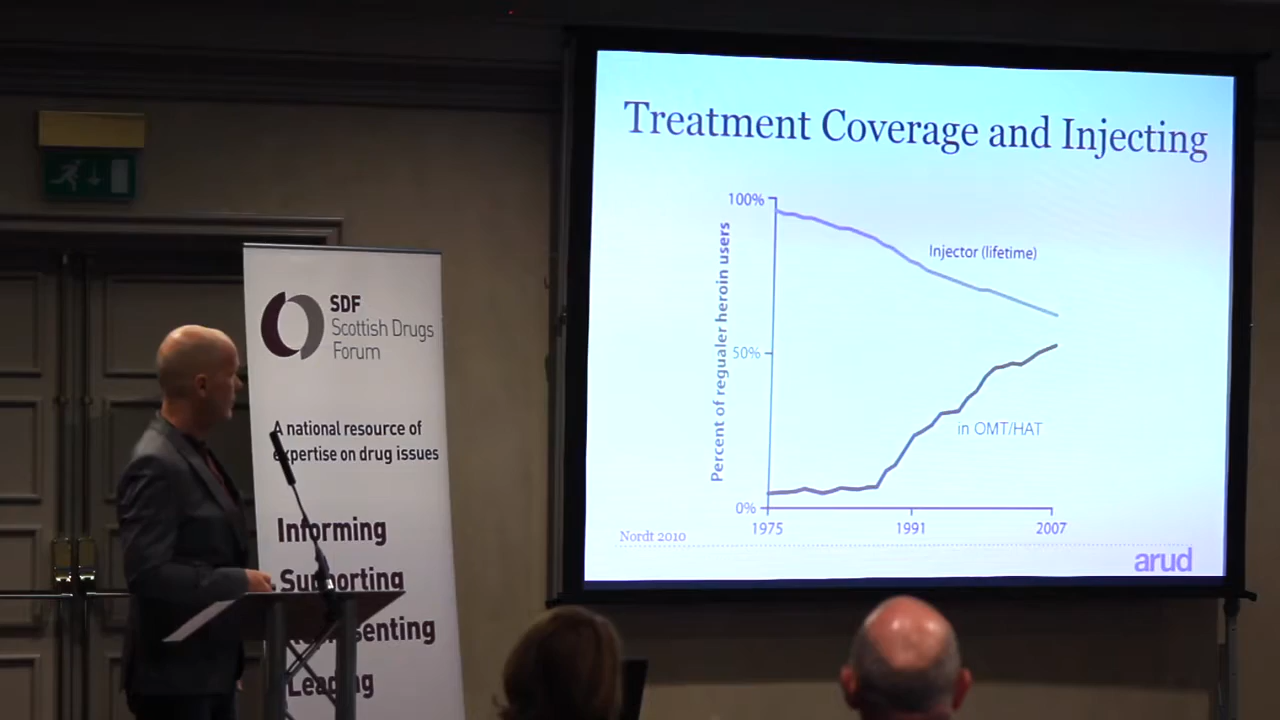 Treatment Coverage and Injecting
100%
50%
0%
Percent of regualer heroin users
Injector (lifetime)
in OMT/HAT
1975
1991
2007
Nordt 2010
arud
SDF
Scottish Drugs
Forum
A national resource of
expertise on drug issues
Informing
Supporting
senting
Leading